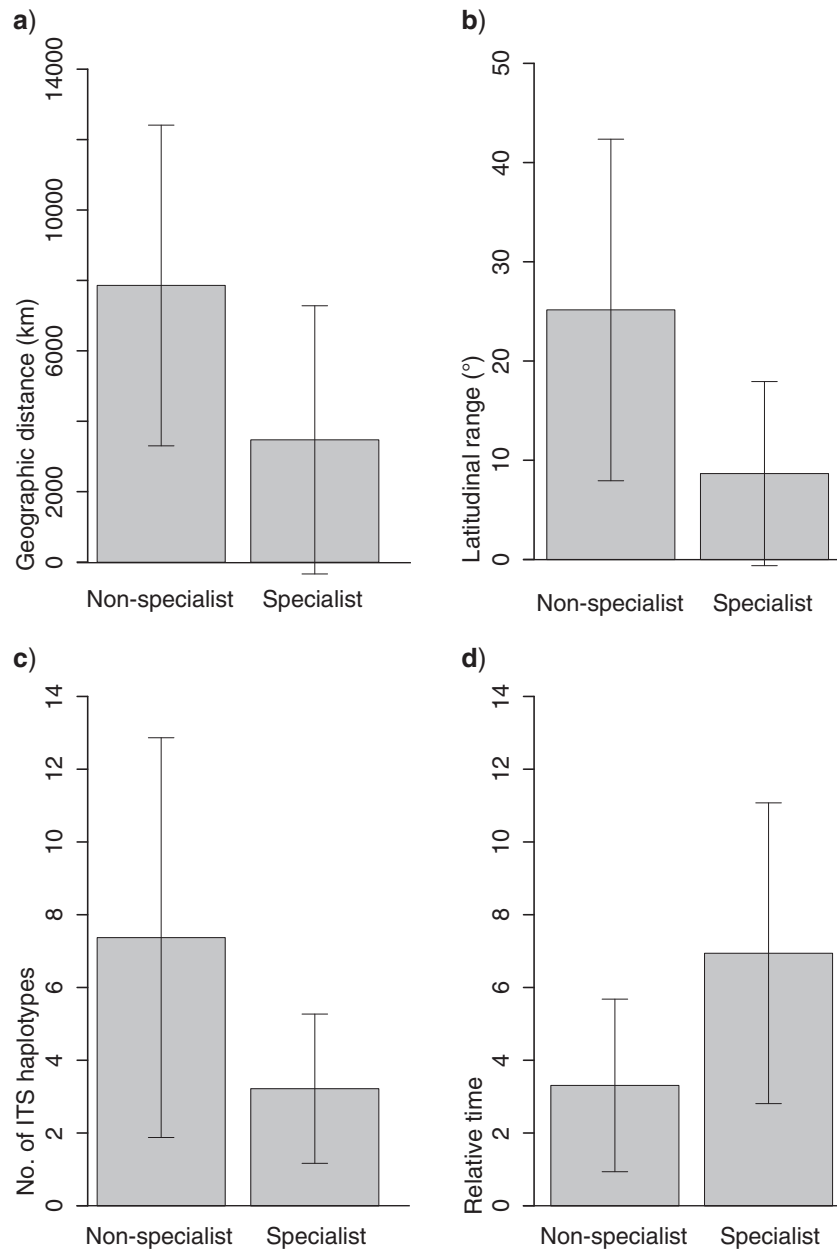 a)
Geographic distance (km)
14000
10000
6000
2000
0
Non-specialist Specialist
b)
Latitudinal range (°)
50
40
30
20
10
0
Non-specialist Specialist
c)
No. of ITS haplotypes
14
12
10
8
6
4
2
0
Non-specialist Specialist
d)
Relative time
14
12
10
8
6
4
2
0
Non-specialist Specialist